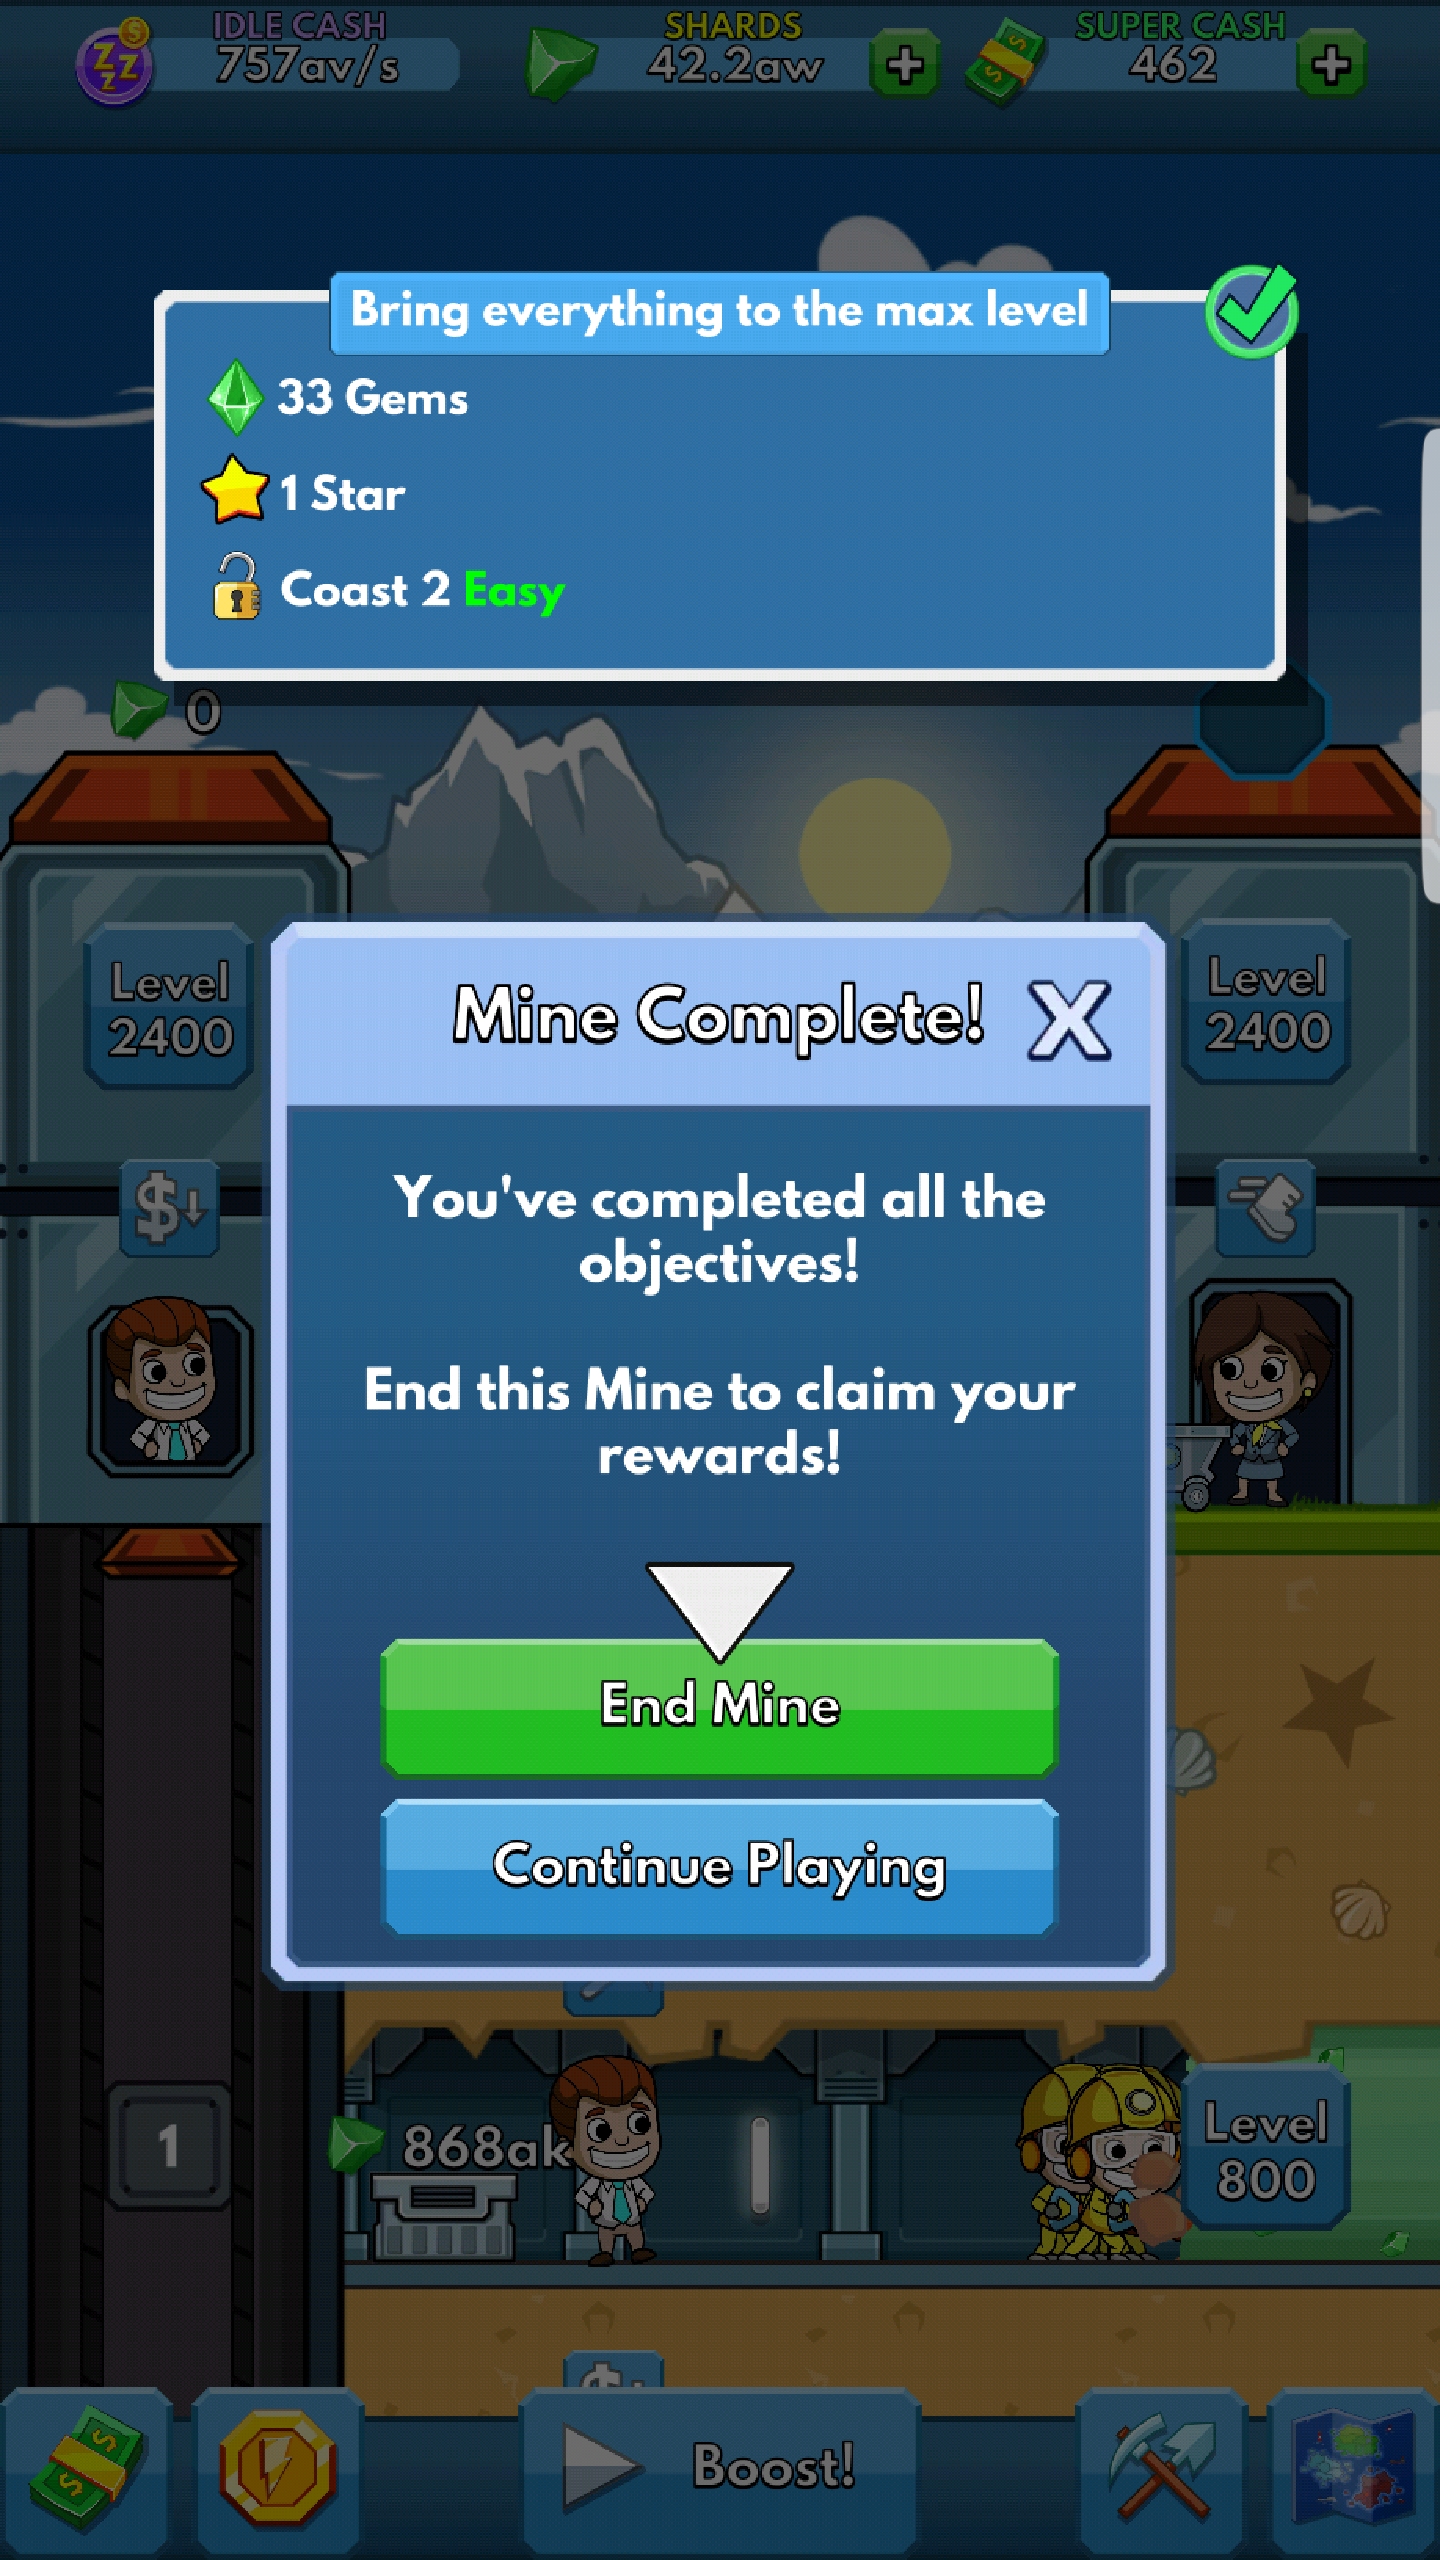 IDLE CASH
757av/s
SHARDS
42.2aw
SUPER CASH
462
Bring everything to the max level
33 Gems
1 Star
Coast 2 Easy
0
Level
2400
Level
2400
Mine Complete!
X
You've completed all the
objectives!
End this Mine to claim your
rewards!
End Mine
Continue Playing
1
868ak
Level
800
Boost!